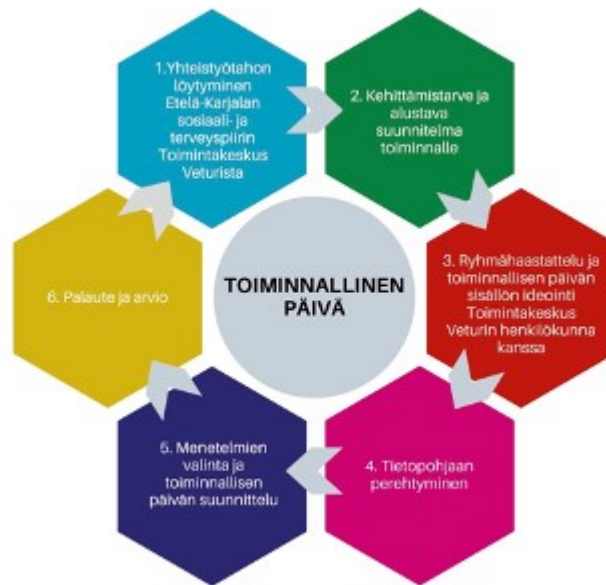 1.Yhteistyötahon
löytyminen
Etelä-Karjalan
sosiaali- ja
terveyspiirin
Toimintakeskus
Veturista
2. Kehittämistarve ja
alustava
suunnitelma
toiminnalle
3. Ryhmähaastattelu ja
toiminnallisen päivän
sisällön ideointi
Toimintakeskus
Veturin henkilökunna
kanssa
4. Tietopohjaan
perehtyminen
5. Menetelmien
valinta ja
toiminnallisen
päivän suunnittelu
6. Palaute ja arvio
TOIMINNALLINEN
PÄIVÄ